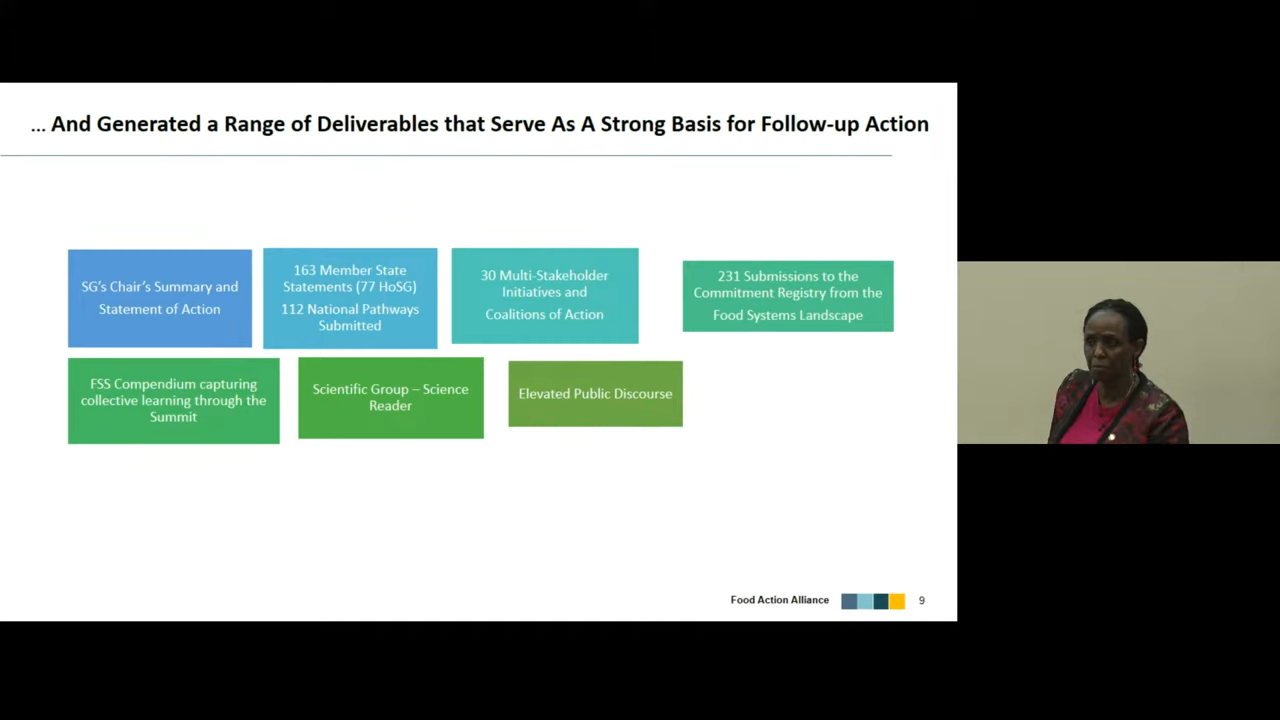 ... And Generated a Range of Deliverables that Serve As A Strong Basis for Follow-up Action
SG's Chair's Summary and
Statement of Action
163 Member State
Statements (77 HoSG)
112 National Pathways
Submitted
30 Multi-Stakeholder
Initiatives and
Coalitions of Action
231 Submissions to the
Commitment Registry from the
Food Systems Landscape
FSS Compendium capturing
collective learning through the
Summit
Scientific Group – Science
Reader
Elevated Public Discourse
Food Action Alliance
9